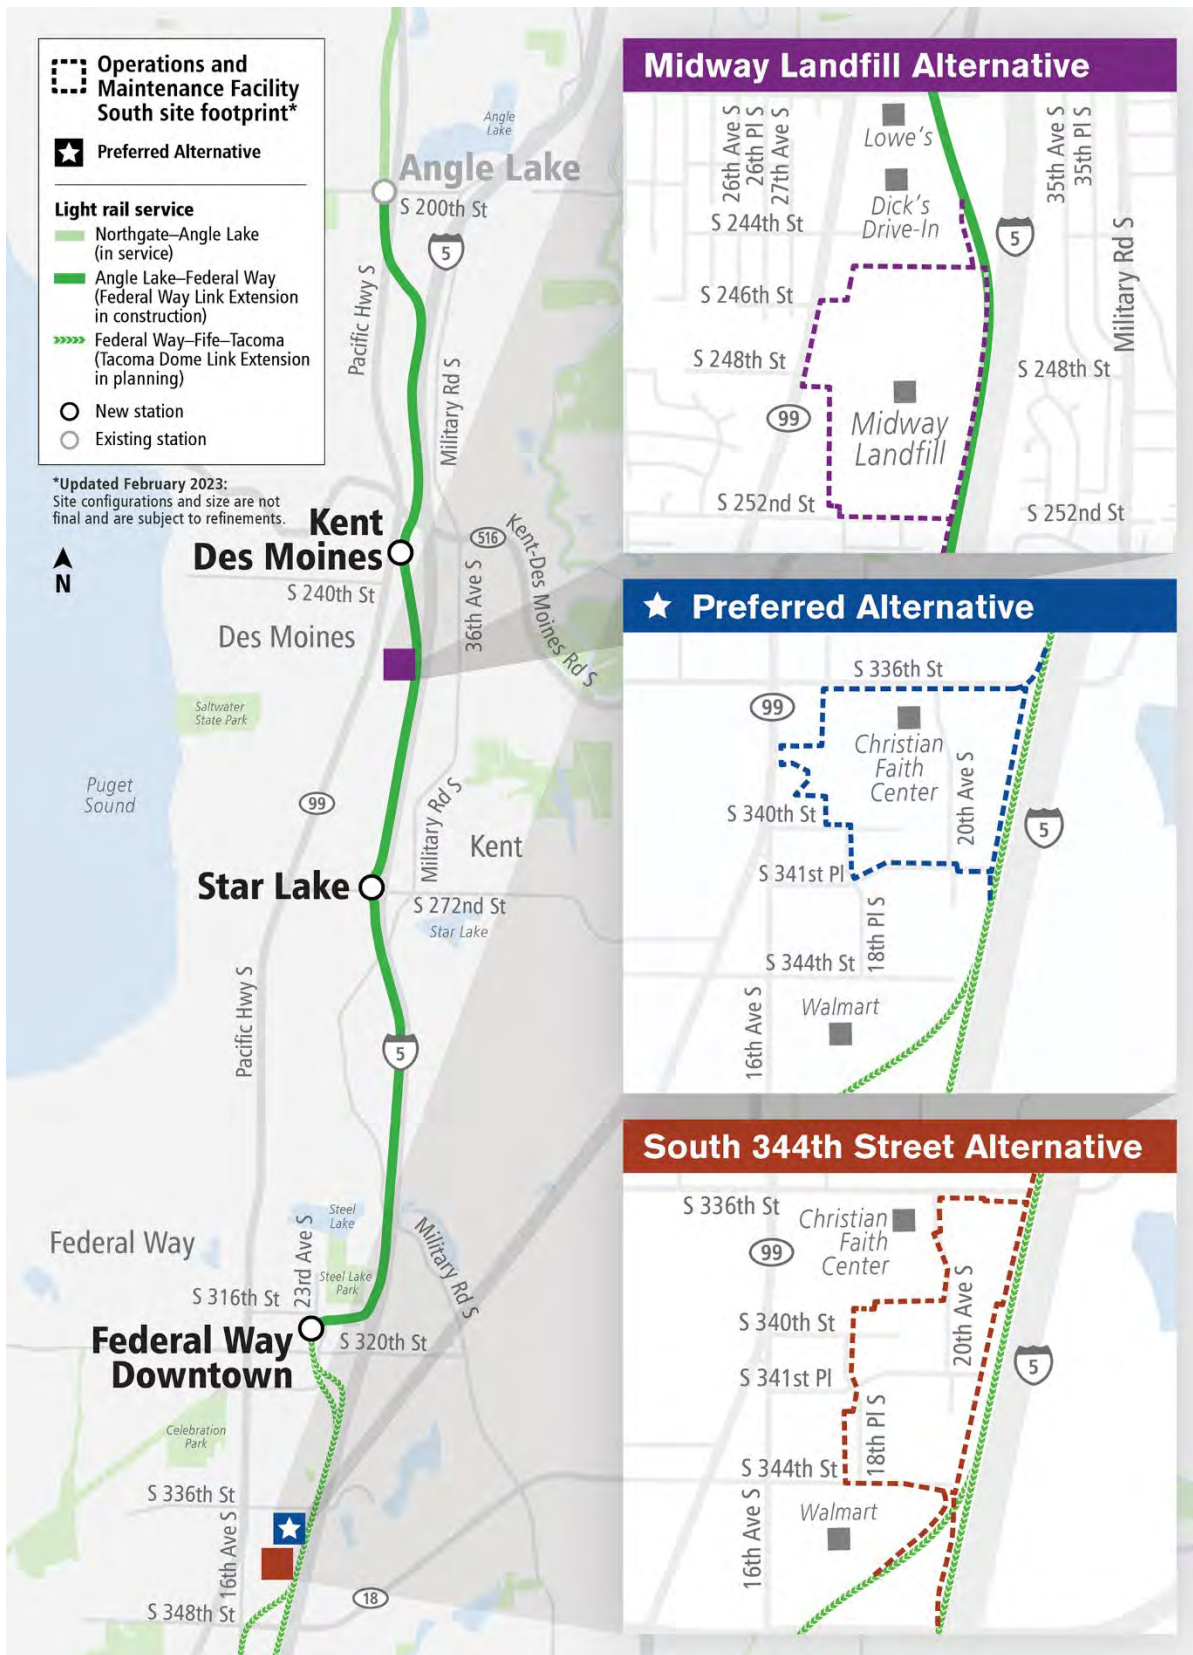 Operations and
Maintenance Facility
South site footprint*
Preferred Alternative
Light rail service
Northgate–Angle Lake
(in service)
Angle Lake–Federal Way
(Federal Way Link Extension
in construction)
Federal Way–Fife–Tacoma
(Tacoma Dome Link Extension
in planning)
New station
Existing station
*Updated February 2023:
Site configurations and size are not
final and are subject to refinements.
N
Angle
Lake
Angle Lake
S 200th St
5
Pacific Hwy S
Military Rd S
Kent
Des Moines
516
Kent-Des Moines Rd S
S 240th St
36th Ave S
Des Moines
Saltwater
State Park
Puget
Sound
99
Military Rd S
Kent
Star Lake
S 272nd St
Star Lake
Pacific Hwy S
5
Steel
Lake
23rd Ave S
Military Rd S
Federal Way
Steel Lake
Park
S 316th St
Federal Way
Downtown
S 320th St
Celebration
Park
S 336th St
16th Ave S
18
S 348th St
Midway Landfill Alternative
26th Ave S
26th Pl S
27th Ave S
Lowe's
35th Ave S
35th Pl S
Dick's
Drive-In
S 244th St
5
Military Rd S
S 246th St
S 248th St
S 248th St
99
Midway
Landfill
S 252nd St
S 252nd St
Preferred Alternative
S 336th St
99
Christian
Faith
Center
20th Ave S
S 340th St
5
S 341st Pl
18th Pl S
S 344th St
16th Ave S
Walmart
South 344th Street Alternative
S 336th St
Christian
Faith
Center
99
20th Ave S
S 340th St
5
S 341st Pl
18th Pl S
S 344th St
16th Ave S
Walmart